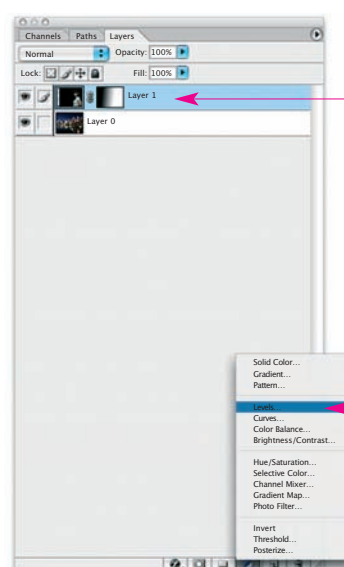 Channels Paths Layers
Normal Opacity: 100%
Lock: Fill: 100%
Layer 1
Layer 0
Solid Color...
Gradient...
Pattern...
Levels...
Curves...
Color Balance...
Brightness/Contrast...
Hue/Saturation...
Selective Color...
Channel Mixer...
Gradient Map...
Photo Filter...
Invert
Threshold...
Posterize...